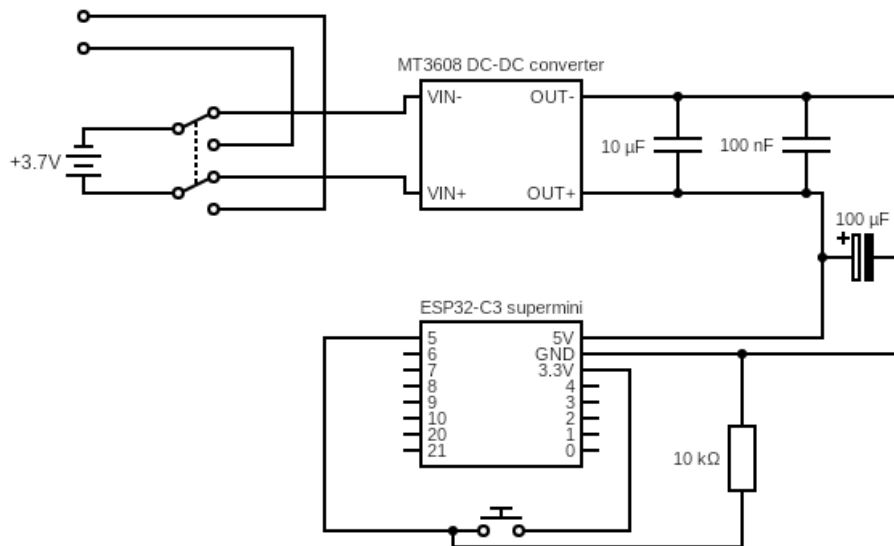 MT3608 DC-DC converter
VIN- OUT-
10 µF 100 nF
+3.7V
VIN+ OUT+
100 µF
+
ESP32-C3 supermini
5 5V
6 GND
7 3.3V
8 4
9 3
10 2
20 1
21 0
10 kΩ